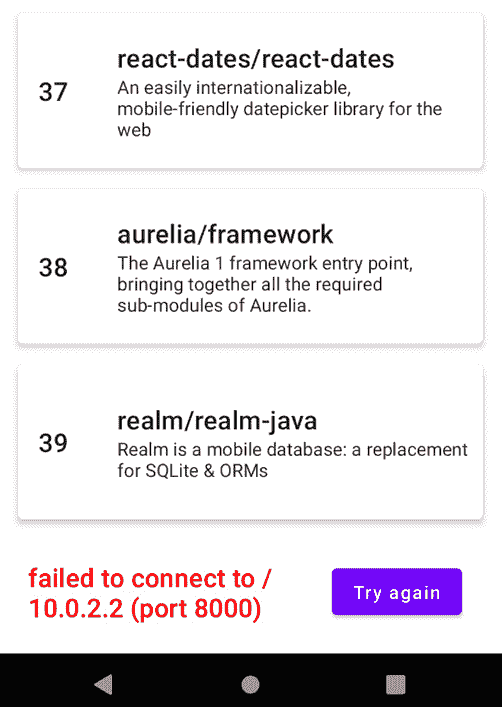 react-dates/react-dates
37
An easily internationalizable,
mobile-friendly datepicker library for the
web
aurelia/framework
38
The Aurelia 1 framework entry point,
bringing together all the required
sub-modules of Aurelia.
realm/realm-java
39
Realm is a mobile database: a replacement
for SQLite & ORMs
failed to connect to /
10.0.2.2 (port 8000)
Try again